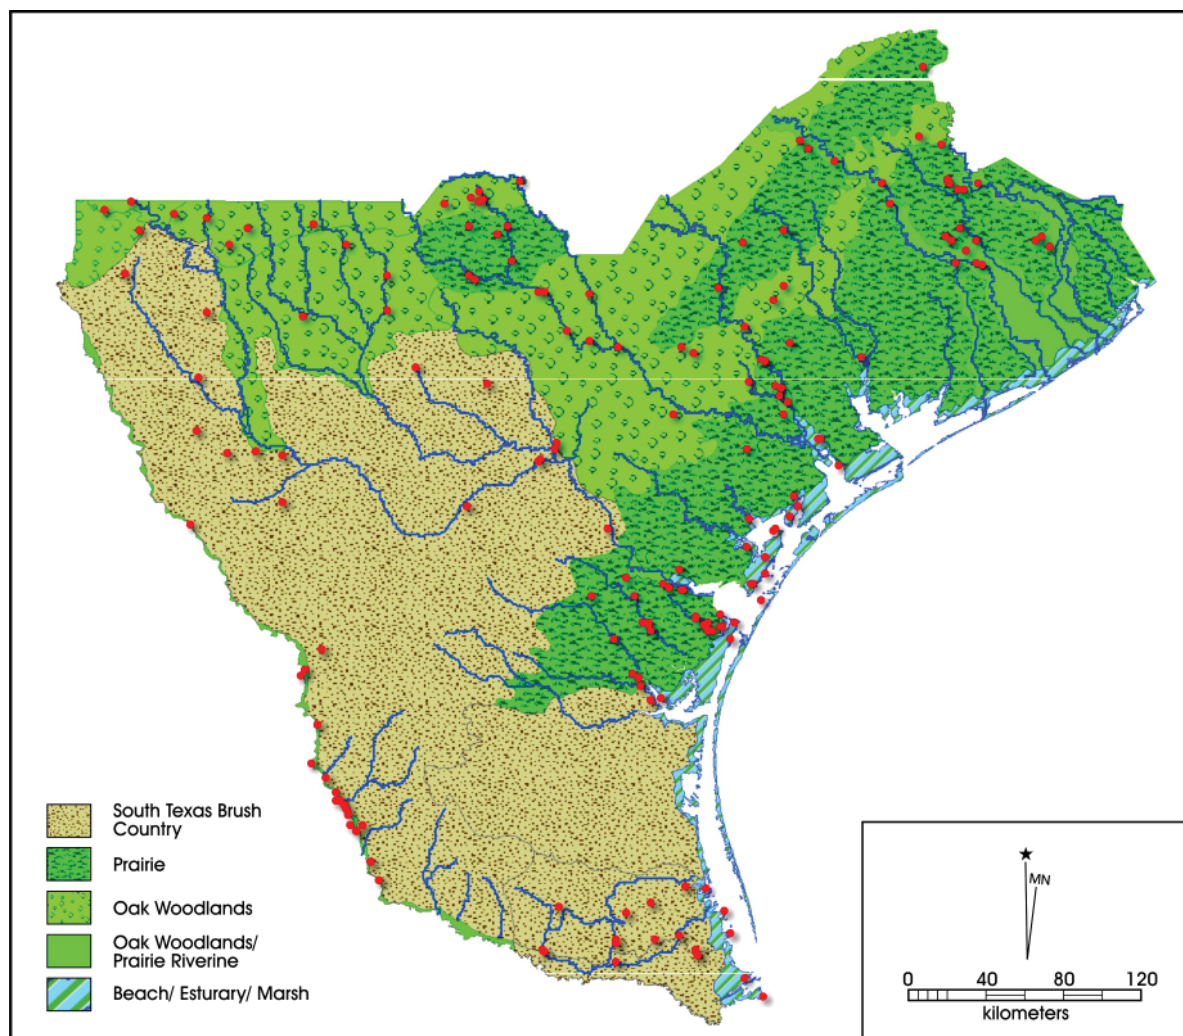 South Texas Brush
Country
Prairie
Oak Woodlands
Oak Woodlands/
Prairie Riverine
Beach/ Esturary/ Marsh
MN
0 40 80 120
kilometers